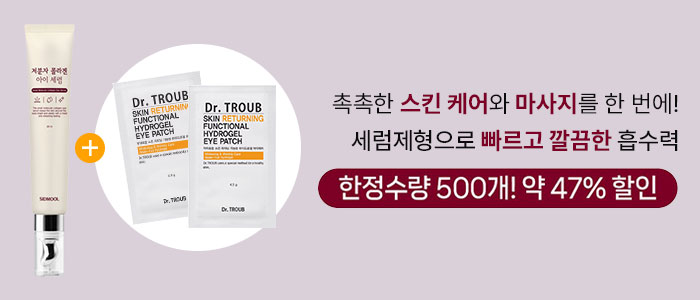 저분자 콜라겐
아이 세럼
SIDMOOL
+
Dr. TROUB
SKIN RETURNING
FUNCTIONAL
HYDROGEL
EYE PATCH
Dr. TROUB
Dr. TROUB
SKIN RETURNING
FUNCTIONAL
HYDROGEL
EYE PATCH
Dr. TROUB
촉촉한 스킨 케어와 마사지를 한 번에!
세럼제형으로 빠르고 깔끔한 흡수력
한정수량 500개! 약 47% 할인